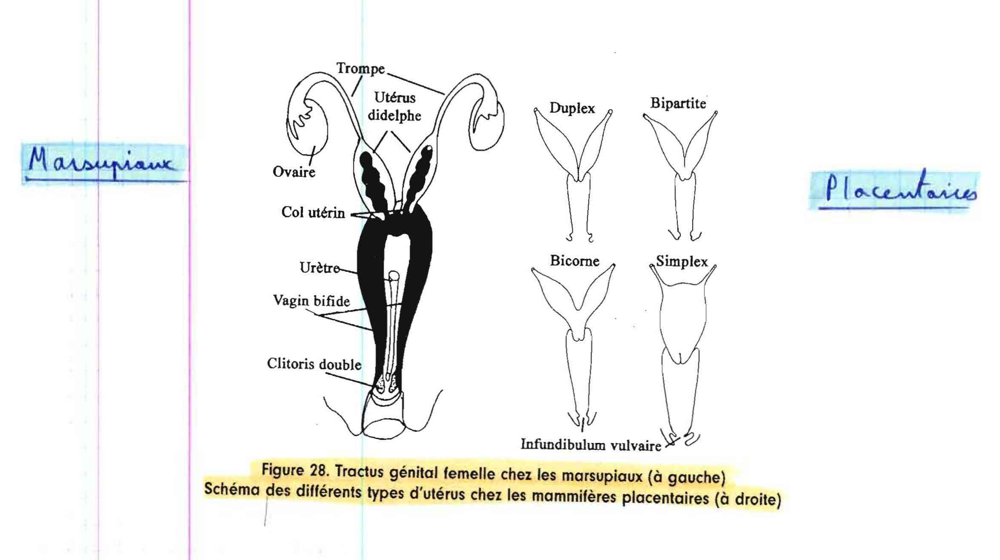 Marsupiaux
Trompe
Utérus
didelphe
Ovaire
Col utérin
Urètre
Vagin bifide
Clitoris double
Duplex
Bipartite
Bicorne
Simplex
Infundibulum vulvaire
Placentaires
Figure 28. Tractus génital femelle chez les marsupiaux (à gauche)
Schéma des différents types d'utérus chez les mammifères placentaires (à droite)